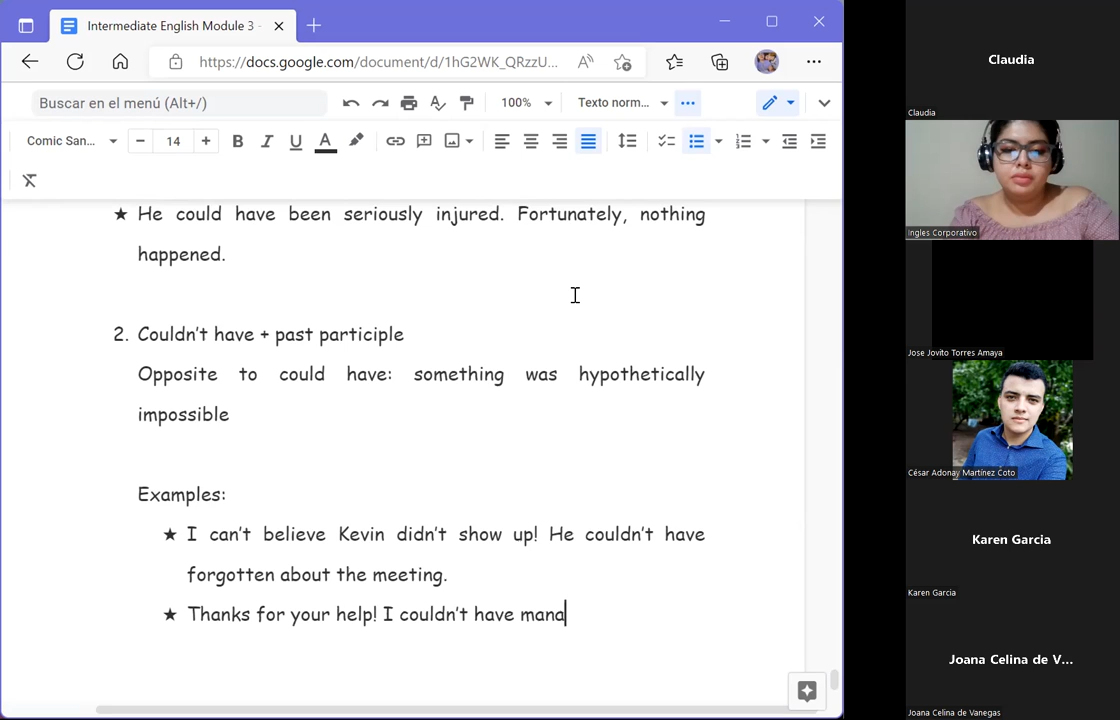 Intermediate English Module 3 -
https://docs.google.com/document/d/1hG2WK_QRzzU...
Buscar en el menú (Alt+/)
100%
Texto norm...
Comic San...
14
★ He could have been seriously injured. Fortunately, nothing
happened.
2. Couldn't have + past participle
Opposite to could have: something was hypothetically
impossible
Examples:
★ I can't believe Kevin didn't show up! He couldn't have
forgotten about the meeting.
★ Thanks for your help! I couldn't have mana
Claudia
Claudia
Ingles Corporativo
Jose Jovito Torres Amaya
César Adonay Martínez Coto
Karen Garcia
Karen Garcia
Joana Celina de V...
Joana Celina de Vanegas